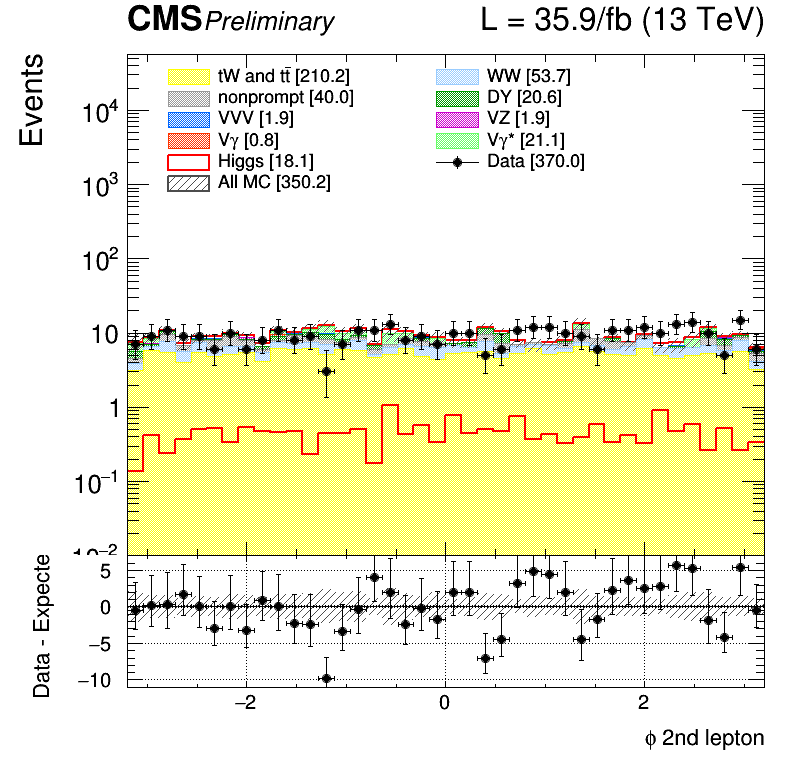 CMS Preliminary L = 35.9/fb (13 TeV)
Events
tW and tt̄ [210.2] WW [53.7]
nonprompt [40.0] DY [20.6]
VVV [1.9] VZ [1.9]
Vγ [0.8] Vγ* [21.1]
Higgs [18.1] Data [370.0]
All MC [350.2]
10⁴
10³
10²
10
1
10⁻¹
10⁻²
Data - Expecte
5
0
−5
−10
−2 0 2
ϕ 2nd lepton